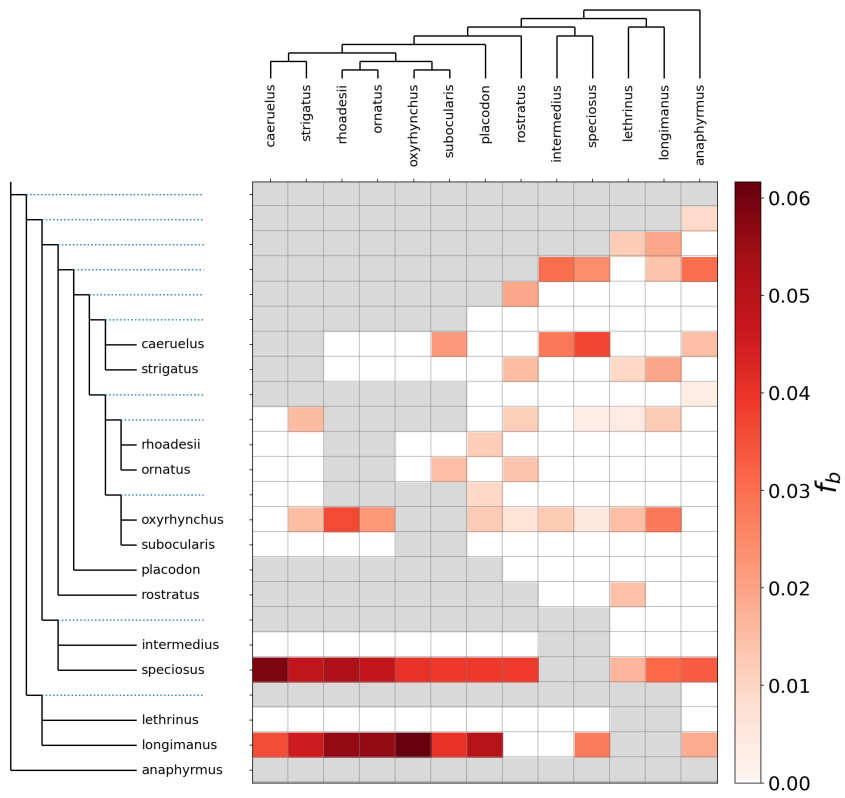 caeruelus
strigatus
rhoadesii
ornatus
oxyrhynchus
subocularis
placodon
rostratus
intermedius
speciosus
lethrinus
longimanus
anaphyrmus
caeruelus
strigatus
rhoadesii
ornatus
oxyrhynchus
subocularis
placodon
rostratus
intermedius
speciosus
lethrinus
longimanus
anaphyrmus
0.06
0.05
0.04
0.03
0.02
0.01
0.00
f_b